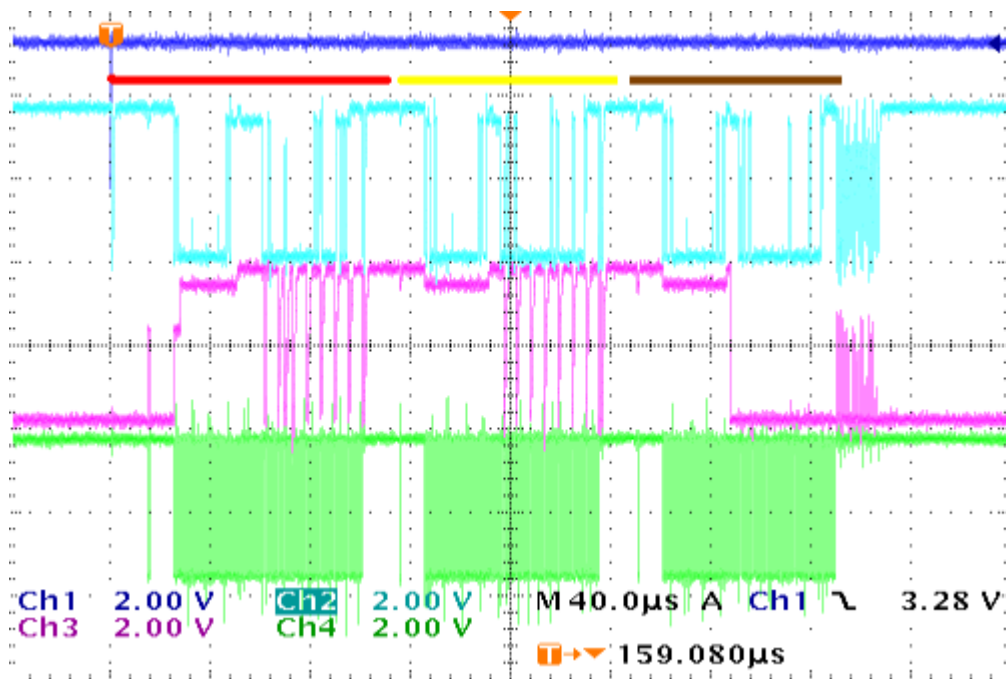 T
Ch1 2.00 V Ch2 2.00 V M 40.0µs A Ch1 3.28 V
Ch3 2.00 V Ch4 2.00 V
T 159.080µs